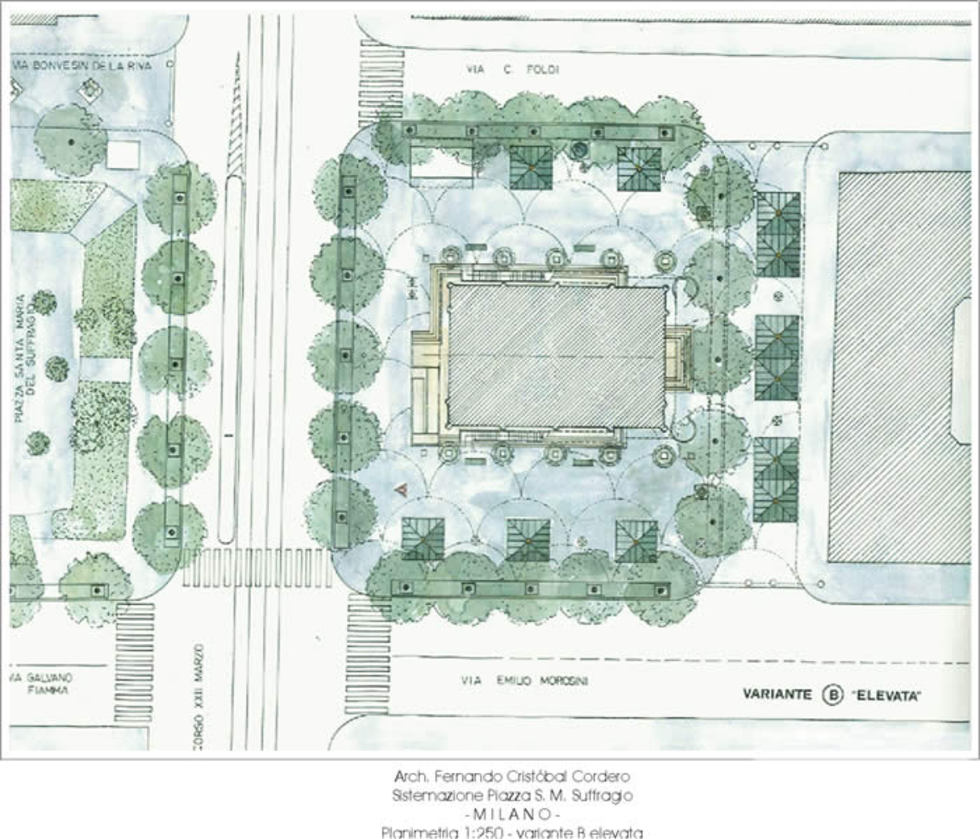 VIA BONVESIN DE LA RIVA
VIA C. FOLDI
PIAZZA SANTA MARIA
DEL SUFFRAGIO
VIA GALVANO
FIAMMA
CORSO XXII MARZO
VIA EMILIO MOROSINI
VARIANTE B "ELEVATA"
Arch. Fernando Cristóbal Cordero
Sistemazione Piazza S. M. Suffragio
- M I L A N O -
Planimetria 1:250 - variante B elevata